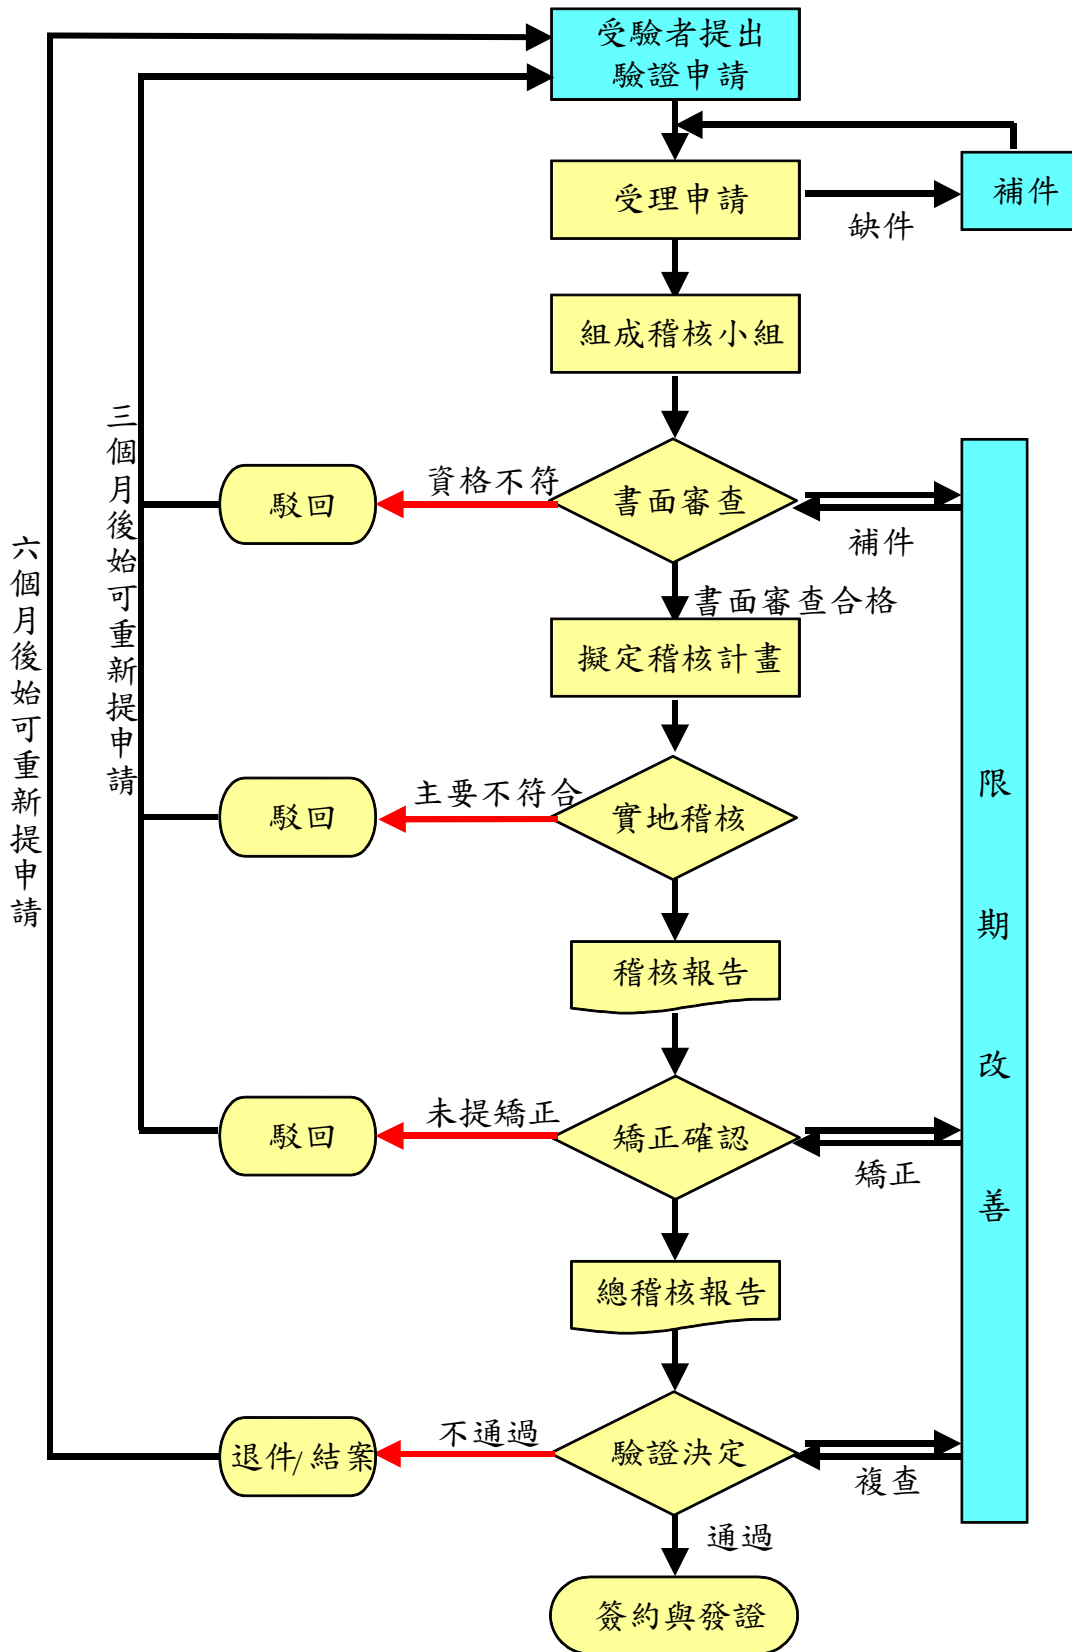 受驗者提出
驗證申請
受理申請
缺件
補件
組成稽核小組
三個月後始可重新提申請
六個月後始可重新提申請
駁回
資格不符
書面審查
補件
書面審查合格
擬定稽核計畫
限期改善
駁回
主要不符合
實地稽核
稽核報告
駁回
未提矯正
矯正確認
矯正
總稽核報告
退件/結案
不通過
驗證決定
複查
通過
簽約與發證